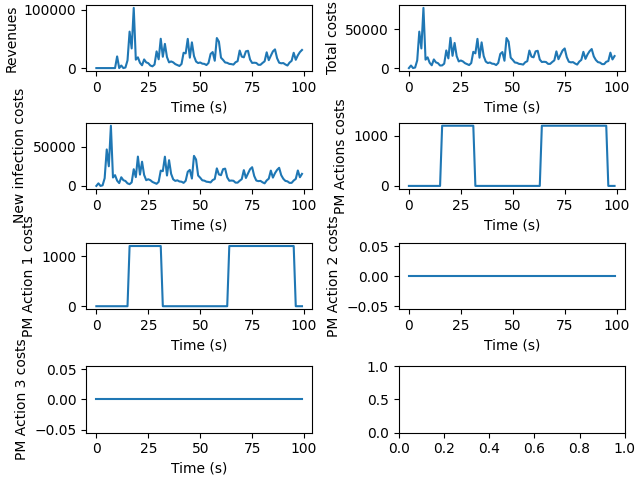 Revenues
100000
0
0 25 50 75 100
Time (s)
Total costs
50000
0
0 25 50 75 100
Time (s)
New infection costs
50000
0
0 25 50 75 100
Time (s)
PM Actions costs
1000
0
0 25 50 75 100
Time (s)
PM Action 1 costs
1000
0
0 25 50 75 100
Time (s)
PM Action 2 costs
0.05
0.00
−0.05
0 25 50 75 100
Time (s)
PM Action 3 costs
0.05
0.00
−0.05
0 25 50 75 100
Time (s)
1.0
0.5
0.0
0.0 0.2 0.4 0.6 0.8 1.0